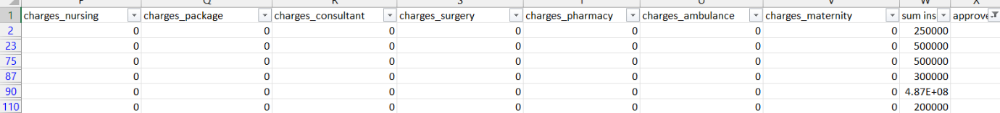 P Q R S T U V W X
1 charges_nursing charges_package charges_consultant charges_surgery charges_pharmacy charges_ambulance charges_maternity sum ins approve
2 0 0 0 0 0 0 0 250000
23 0 0 0 0 0 0 0 500000
75 0 0 0 0 0 0 0 500000
87 0 0 0 0 0 0 0 300000
90 0 0 0 0 0 0 0 4.87E+08
110 0 0 0 0 0 0 0 200000